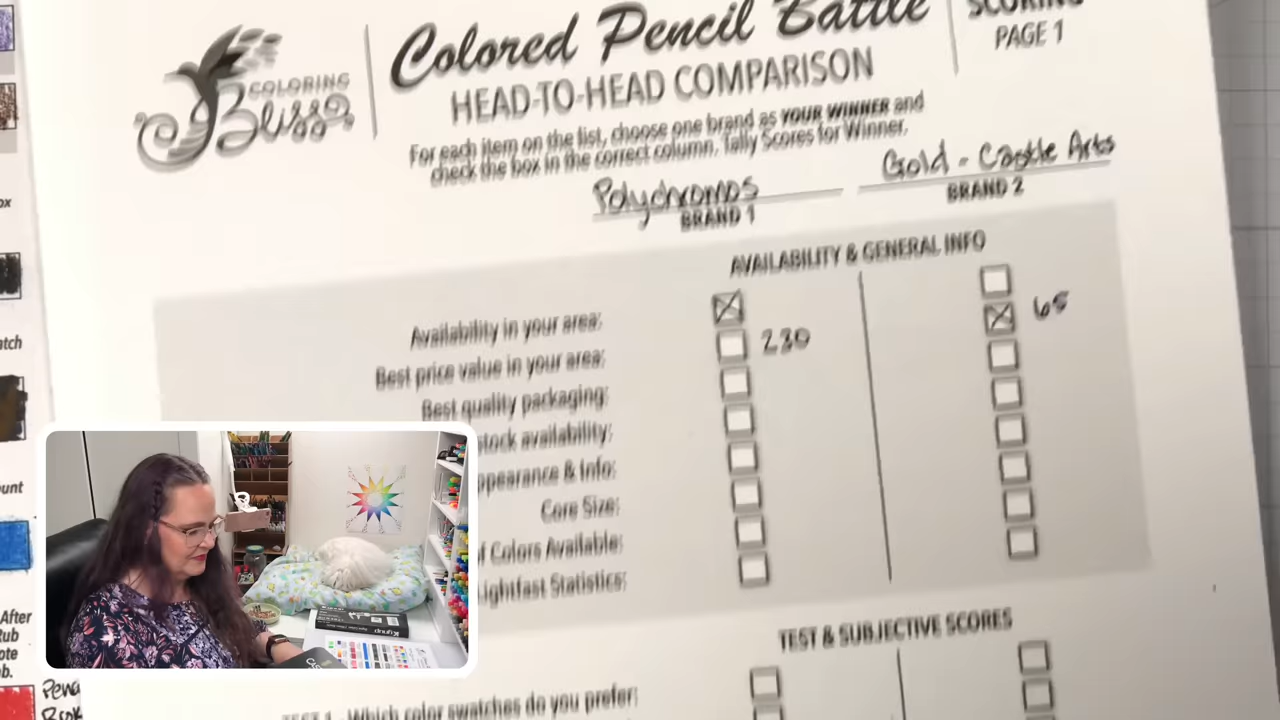 COLORING
Bliss
Colored Pencil Battle
HEAD-TO-HEAD COMPARISON
SCORING
PAGE 1
For each item on the list, choose one brand as YOUR WINNER and
check the box in the correct column. Tally Scores for Winner.
Polychromos
BRAND 1
Gold - Castle Arts
BRAND 2
AVAILABILITY & GENERAL INFO
Availability in your area:
Best price value in your area: 230 65
Best quality packaging:
stock availability:
ppearance & Info:
Core Size:
f Colors Available:
Lightfast Statistics:
TEST & SUBJECTIVE SCORES
TEST 1 - Which color swatches do you prefer:
ox
atch
ount
After
Rub
ote
b.